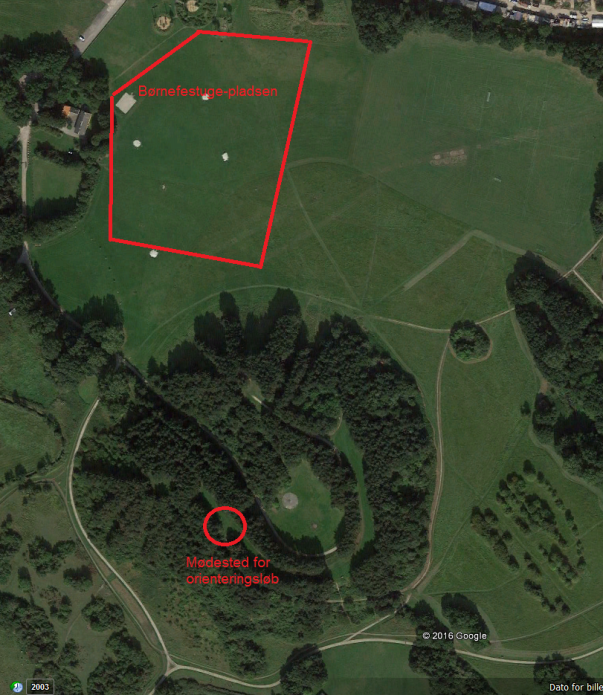 Børnefestuge-pladsen
Mødested for
orienteringsløb
© 2016 Google
2003
Dato for bille